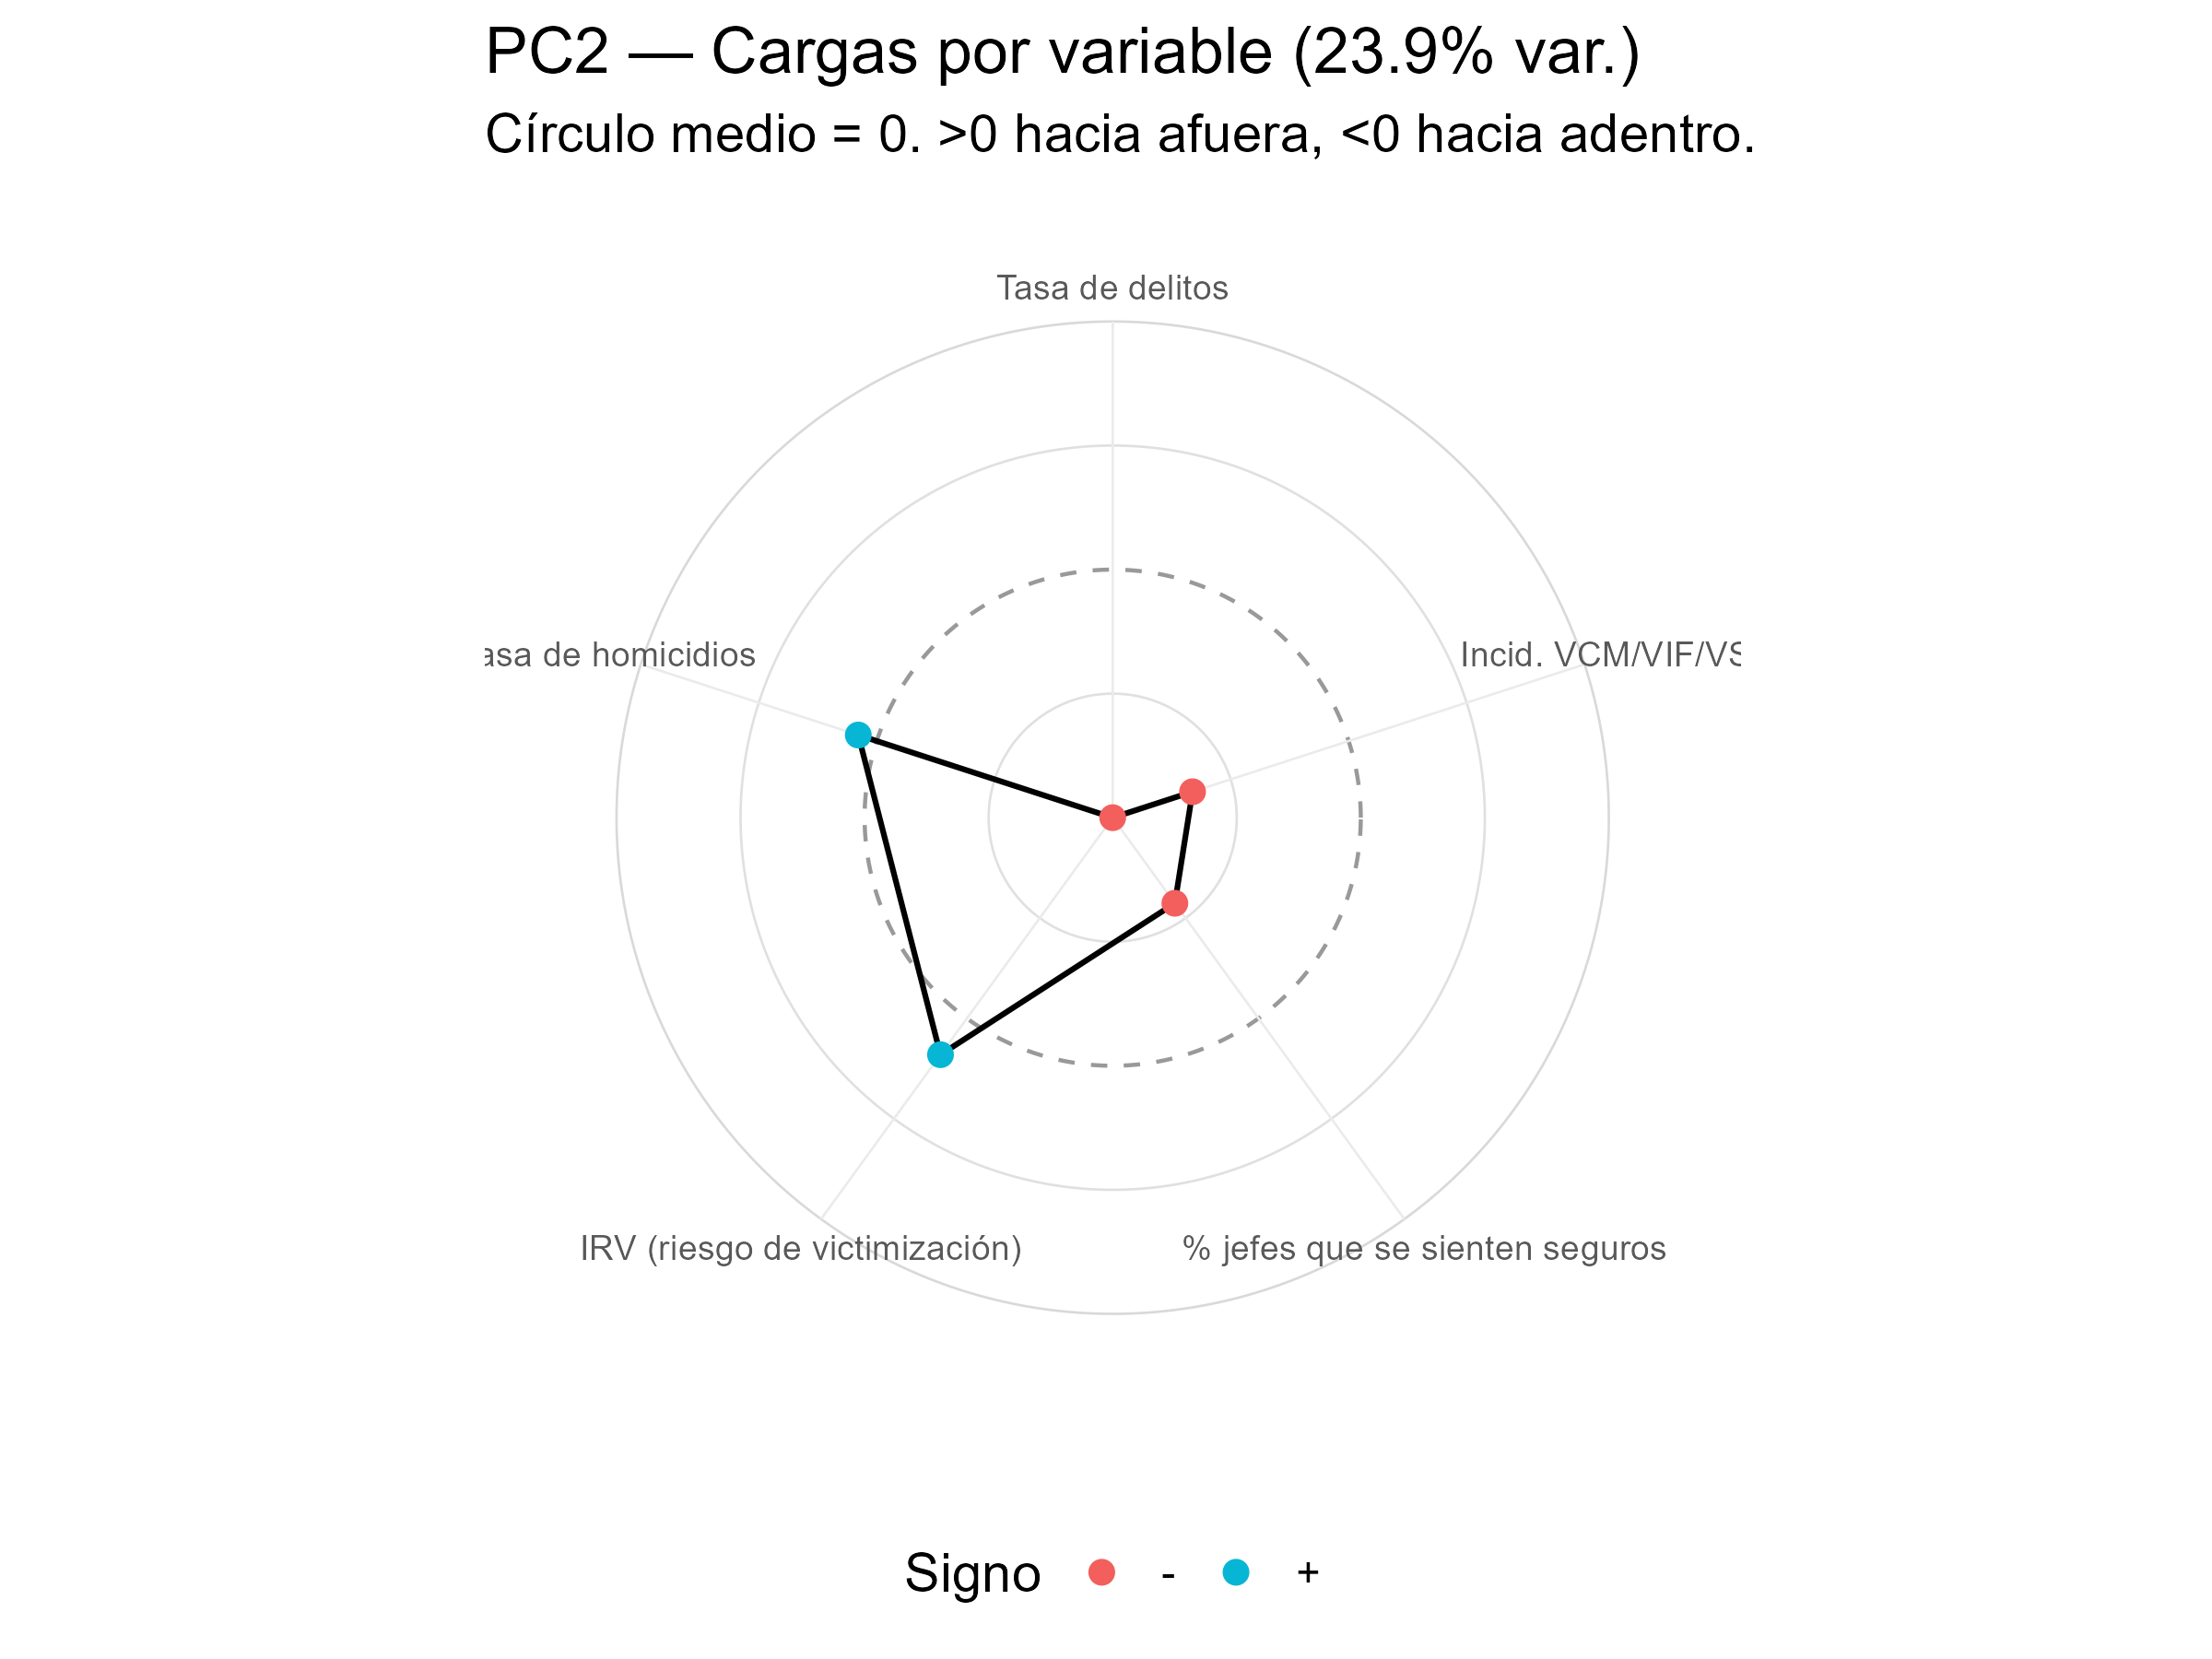 PC2 — Cargas por variable (23.9% var.)
Círculo medio = 0. >0 hacia afuera, <0 hacia adentro.
Tasa de delitos
asa de homicidios
Incid. VCM/VIF/VS
IRV (riesgo de victimización)
% jefes que se sienten seguros
Signo - +